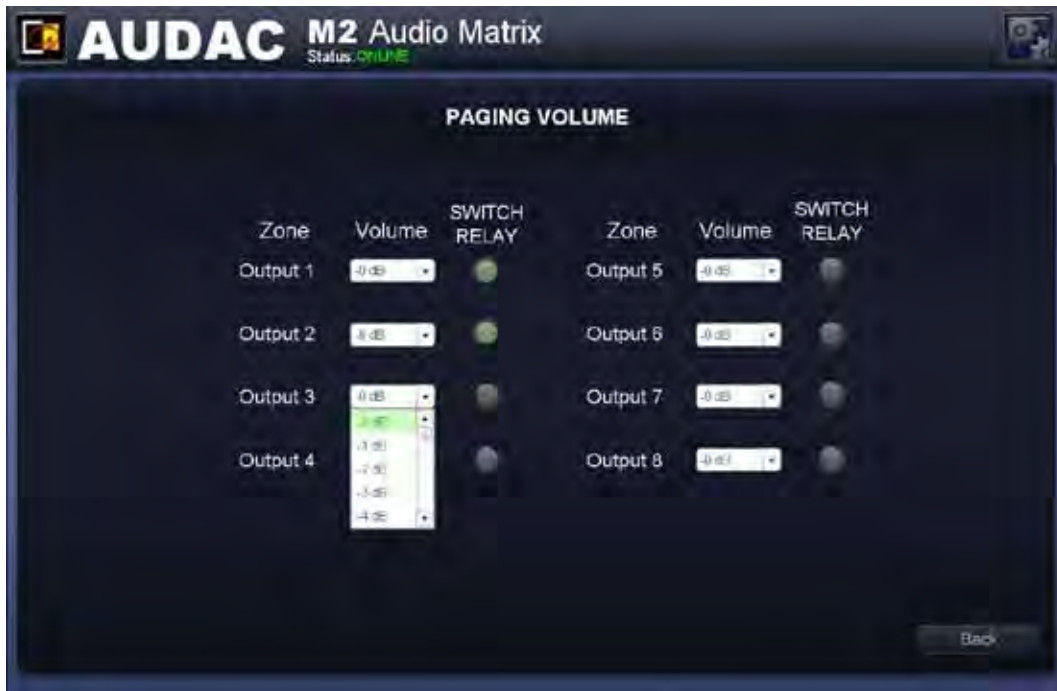 AUDAC M2 Audio Matrix
Status: ONLINE
PAGING VOLUME
Zone Volume SWITCH RELAY Zone Volume SWITCH RELAY
Output 1 -0 dB Output 5 -0 dB
Output 2 dB Output 6 -0 dB
Output 3 -0 dB Output 7 -0 dB
-0 dB
-1 dB
Output 4 Output 8 -0 dB
-2 dB
-3 dB
-4 dB
Back